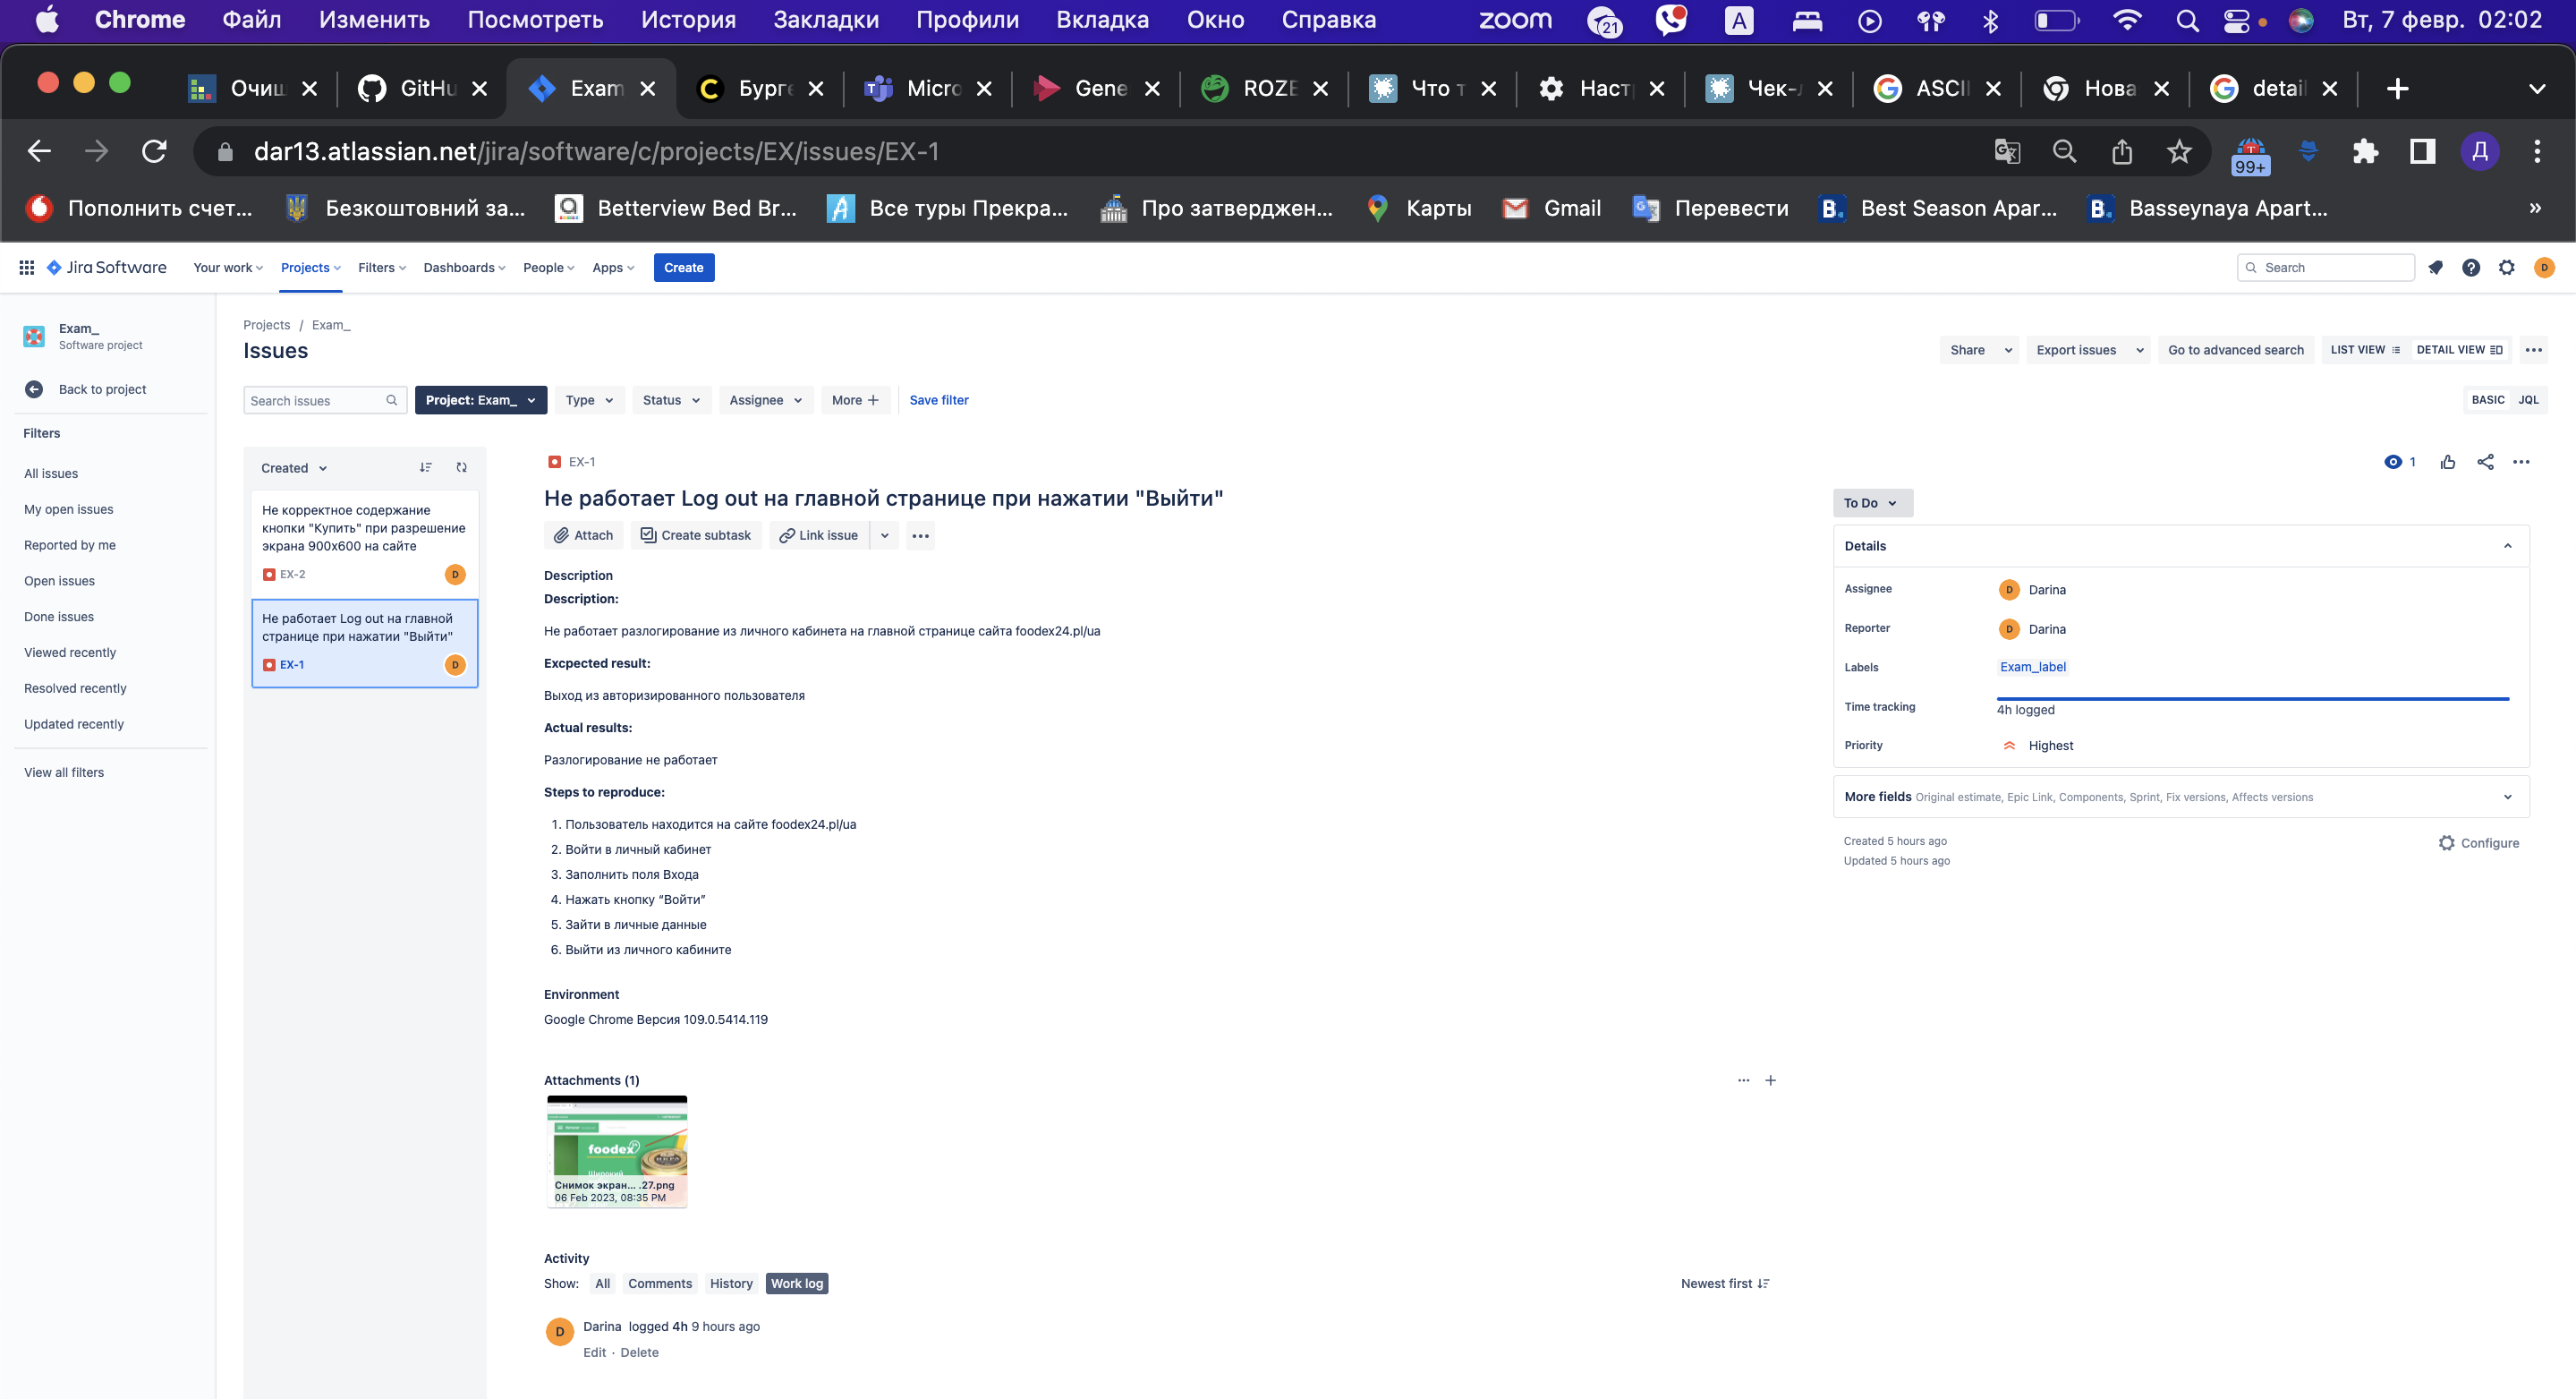 Chrome Файл Изменить Посмотреть История Закладки Профили Вкладка Окно Справка zoom 21 A Вт, 7 февр. 02:02
Очиш GitHu Exam Бурге Micro Gene ROZE Что т Наст Чек-л ASCII Нова detail
dar13.atlassian.net/jira/software/c/projects/EX/issues/EX-1 99+ Д
Пополнить счет... Безкоштовний за... Betterview Bed Br... Все туры Прекра... Про затверджен... Карты Gmail Перевести B. Best Season Apar... B. Basseynaya Apart... »
Jira Software Your work Projects Filters Dashboards People Apps Create Search D
Exam_
Software project
Back to project
Filters
All issues
My open issues
Reported by me
Open issues
Done issues
Viewed recently
Resolved recently
Updated recently
View all filters
Projects / Exam_
Issues
Share Export issues Go to advanced search LIST VIEW DETAIL VIEW
Search issues Project: Exam_ Type Status Assignee More + Save filter BASIC JQL
Created
Не корректное содержание
кнопки "Купить" при разрешение
экрана 900x600 на сайте
EX-2 D
Не работает Log out на главной
странице при нажатии "Выйти"
EX-1 D
EX-1
1
Не работает Log out на главной странице при нажатии "Выйти"
Attach Create subtask Link issue
Description
Description:
Не работает разлогирование из личного кабинета на главной странице сайта foodex24.pl/ua
Excpected result:
Выход из авторизированного пользователя
Actual results:
Разлогирование не работает
Steps to reproduce:
1. Пользователь находится на сайте foodex24.pl/ua
2. Войти в личный кабинет
3. Заполнить поля Входа
4. Нажать кнопку “Войти”
5. Зайти в личные данные
6. Выйти из личного кабините
Environment
Google Chrome Версия 109.0.5414.119
Attachments (1)
foodex24
Широкий
Снимок экран... .27.png
06 Feb 2023, 08:35 PM
Activity
Show: All Comments History Work log Newest first
D Darina logged 4h 9 hours ago
Edit · Delete
To Do
Details
Assignee D Darina
Reporter D Darina
Labels Exam_label
Time tracking 4h logged
Priority Highest
More fields Original estimate, Epic Link, Components, Sprint, Fix versions, Affects versions
Created 5 hours ago
Updated 5 hours ago
Configure